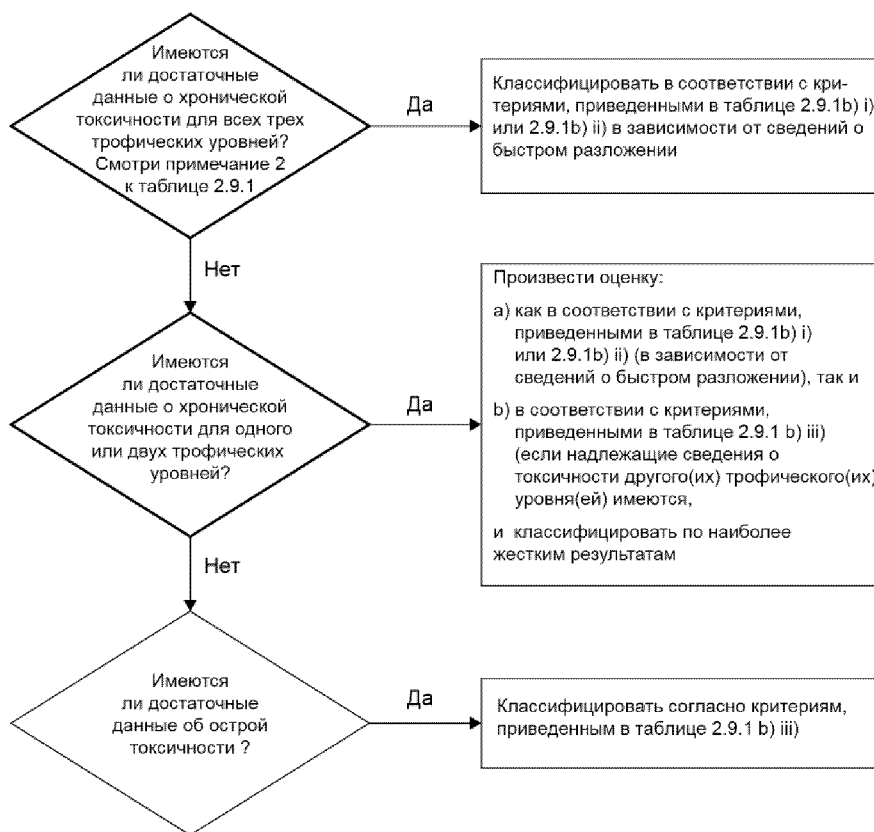 Имеются
ли достаточные
данные о хронической
токсичности для всех трех
трофических уровней?
Смотри примечание 2
к таблице 2.9.1
Да
Классифицировать в соответствии с кри-
териями, приведенными в таблице 2.9.1b) i)
или 2.9.1b) ii) в зависимости от сведений о
быстром разложении
Нет
Имеются
ли достаточные
данные о хронической
токсичности для одного
или двух трофических
уровней?
Да
Произвести оценку:
a) как в соответствии с критериями,
приведенными в таблице 2.9.1b) i)
или 2.9.1b) ii) (в зависимости от
сведений о быстром разложении), так и
b) в соответствии с критериями,
приведенными в таблице 2.9.1 b) iii)
(если надлежащие сведения о
токсичности другого(их) трофического(их)
уровня(ей) имеются,
и классифицировать по наиболее
жестким результатам
Нет
Имеются
ли достаточные
данные об острой
токсичности ?
Да
Классифицировать согласно критериям,
приведенным в таблице 2.9.1 b) iii)